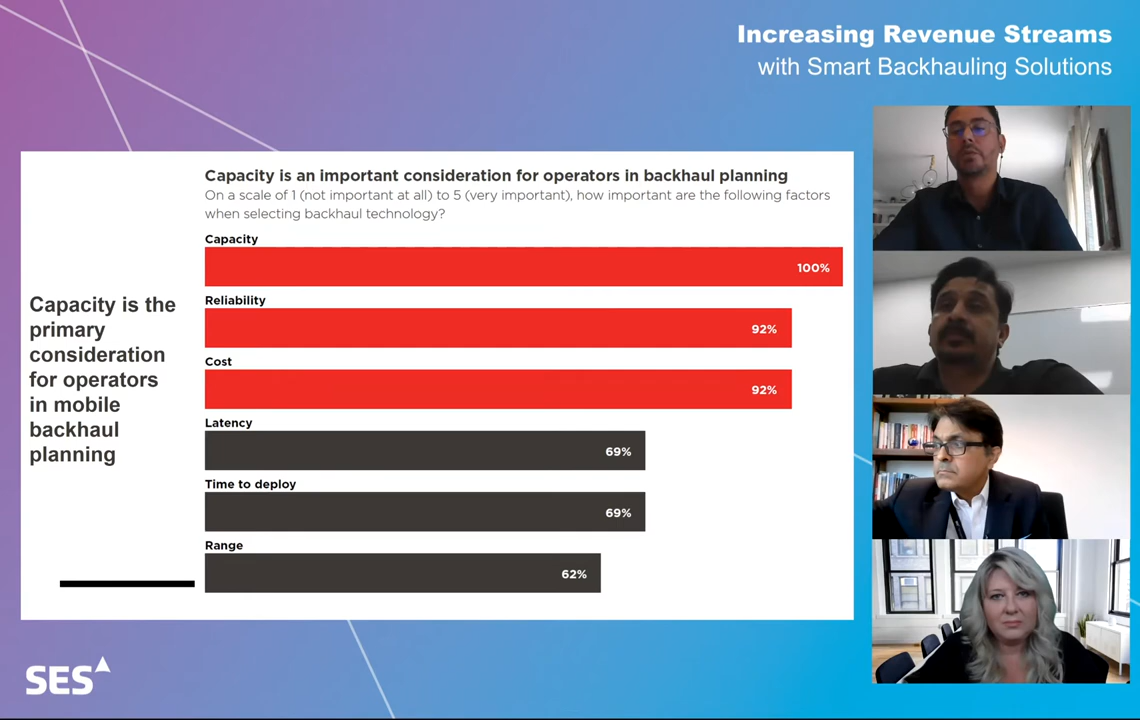 Increasing Revenue Streams
with Smart Backhauling Solutions
Capacity is an important consideration for operators in backhaul planning
On a scale of 1 (not important at all) to 5 (very important), how important are the following factors
when selecting backhaul technology?
Capacity
100%
Reliability
92%
Cost
92%
Latency
69%
Time to deploy
69%
Range
62%
Capacity is the
primary
consideration
for operators
in mobile
backhaul
planning
SES